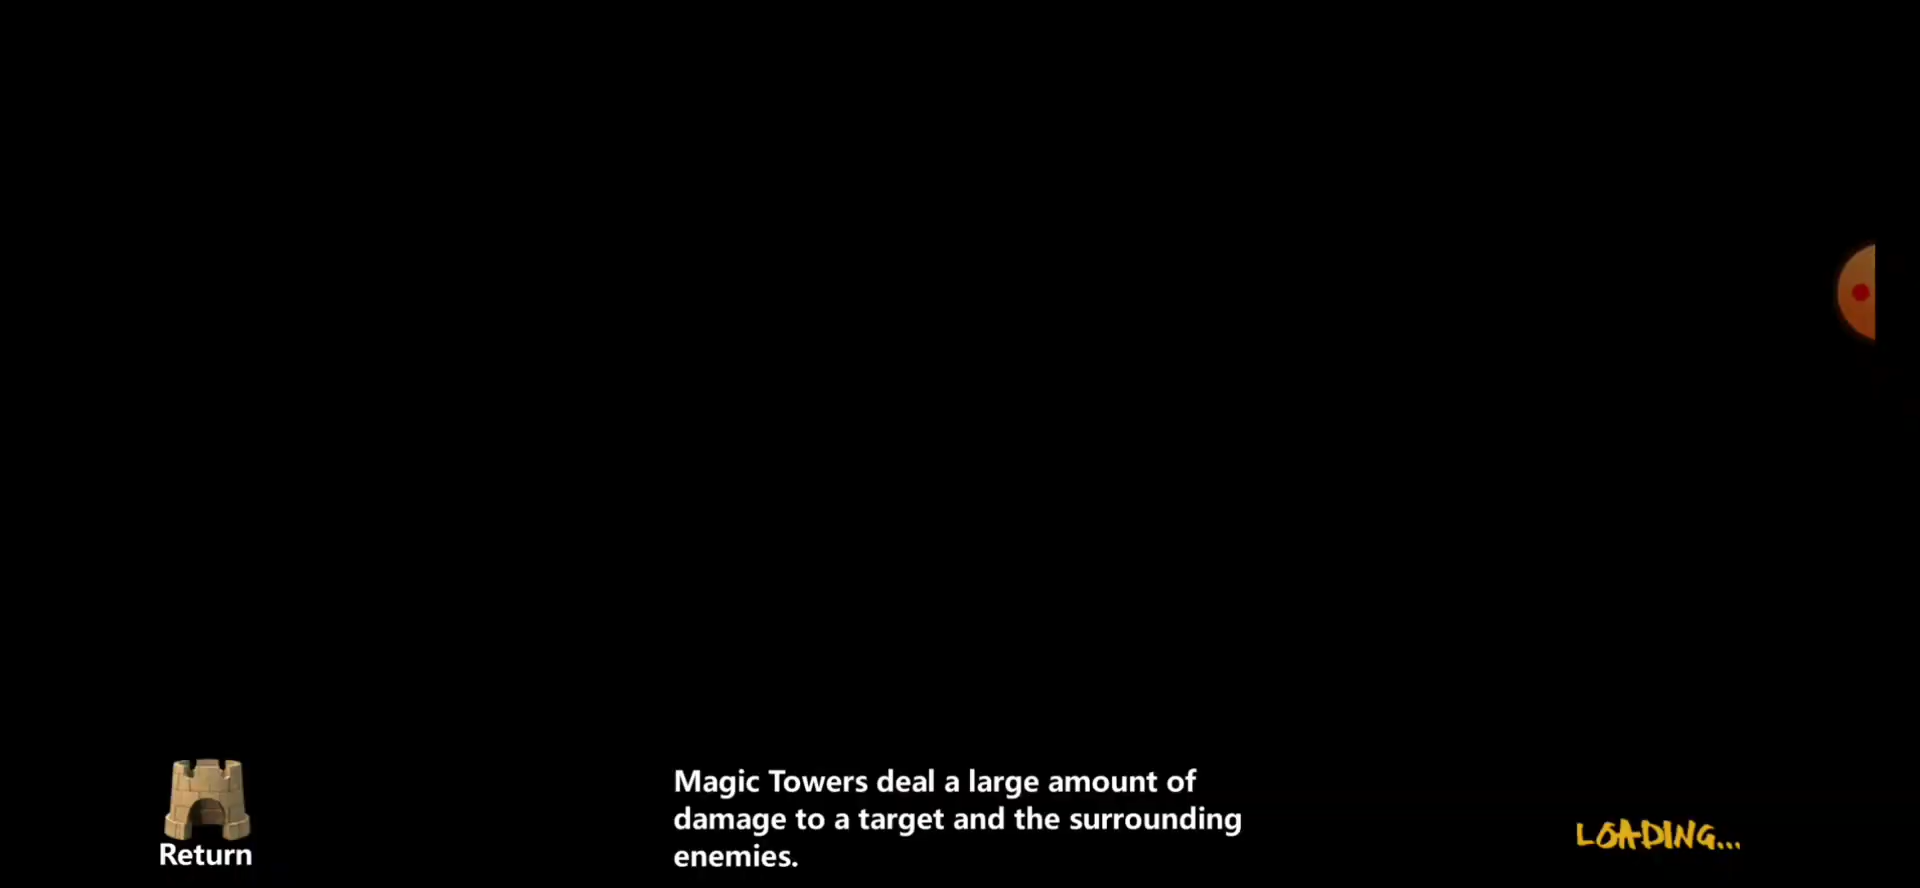 Magic Towers deal a large amount of
damage to a target and the surrounding
enemies.
Return
LOADING...